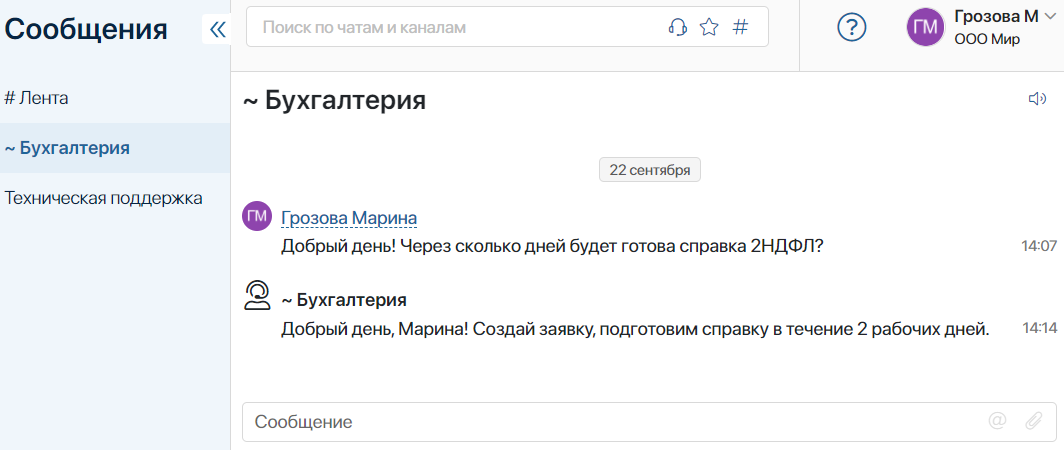 Сообщения
Поиск по чатам и каналам
ГМ
Грозова М
ООО Мир
# Лента
~ Бухгалтерия
Техническая поддержка
~ Бухгалтерия
22 сентября
ГМ
Грозова Марина
Добрый день! Через сколько дней будет готова справка 2НДФЛ? 14:07
~ Бухгалтерия
Добрый день, Марина! Создай заявку, подготовим справку в течение 2 рабочих дней. 14:14
Сообщение